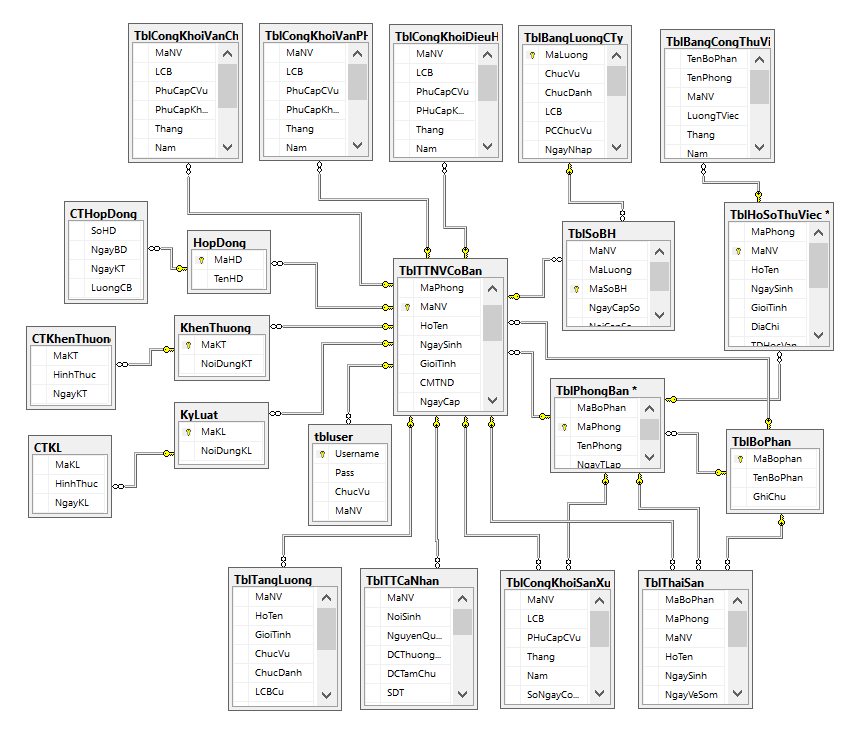 TblCongKhoiVanCh
MaNV
LCB
PhuCapCVu
PhuCapKh...
Thang
Nam
TblCongKhoiVanPH
MaNV
LCB
PhuCapCVu
PhuCapKh...
Thang
Nam
TblCongKhoiDieuH
MaNV
LCB
PhuCapCVu
PHuCapK...
Thang
Nam
TblBangLuongCTy
MaLuong
ChucVu
ChucDanh
LCB
PCChucVu
NgayNhap
TblBangCongThuVi
TenBoPhan
TenPhong
MaNV
LuongTViec
Thang
Nam
CTHopDong
SoHD
NgayBD
NgayKT
LuongCB
HopDong
MaHD
TenHD
TblTTNVCoBan
MaPhong
MaNV
HoTen
NgaySinh
GioiTinh
CMTND
NgayCap
TblSoBH
MaNV
MaLuong
MaSoBH
NgayCapSo
NoiCapSo
TblHoSoThuViec *
MaPhong
MaNV
HoTen
NgaySinh
GioiTinh
DiaChi
TDHocVan
CTKhenThuong
MaKT
HinhThuc
NgayKT
KhenThuong
MaKT
NoiDungKT
KyLuat
MaKL
NoiDungKL
CTKL
MaKL
HinhThuc
NgayKL
tbluser
Username
Pass
ChucVu
MaNV
TblPhongBan *
MaBoPhan
MaPhong
TenPhong
NgayTLap
TblBoPhan
MaBophan
TenBoPhan
GhiChu
TblTangLuong
MaNV
HoTen
GioiTinh
ChucVu
ChucDanh
LCBCu
TblTTCaNhan
MaNV
NoiSinh
NguyenQu...
DCThuong...
DCTamChu
SDT
TblCongKhoiSanXu
MaNV
LCB
PHuCapCVu
Thang
Nam
SoNgayCo...
TblThaiSan
MaBoPhan
MaPhong
MaNV
HoTen
NgaySinh
NgayVeSom